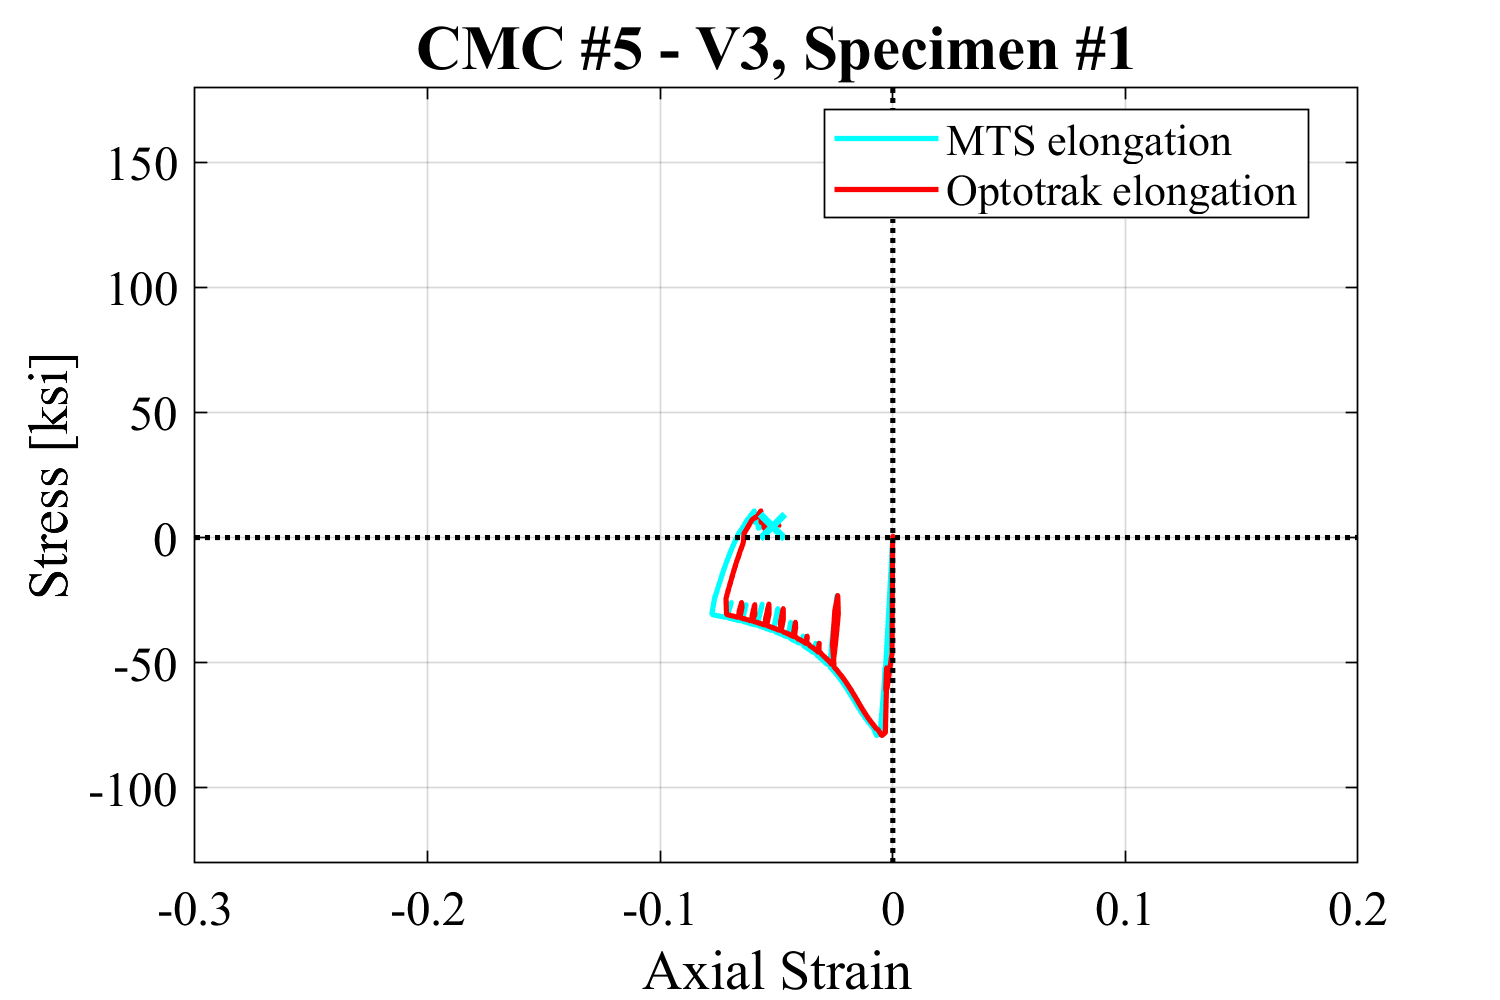 CMC #5 - V3, Specimen #1
MTS elongation
Optotrak elongation
150
100
50
0
-50
-100
Stress [ksi]
-0.3 -0.2 -0.1 0 0.1 0.2
Axial Strain